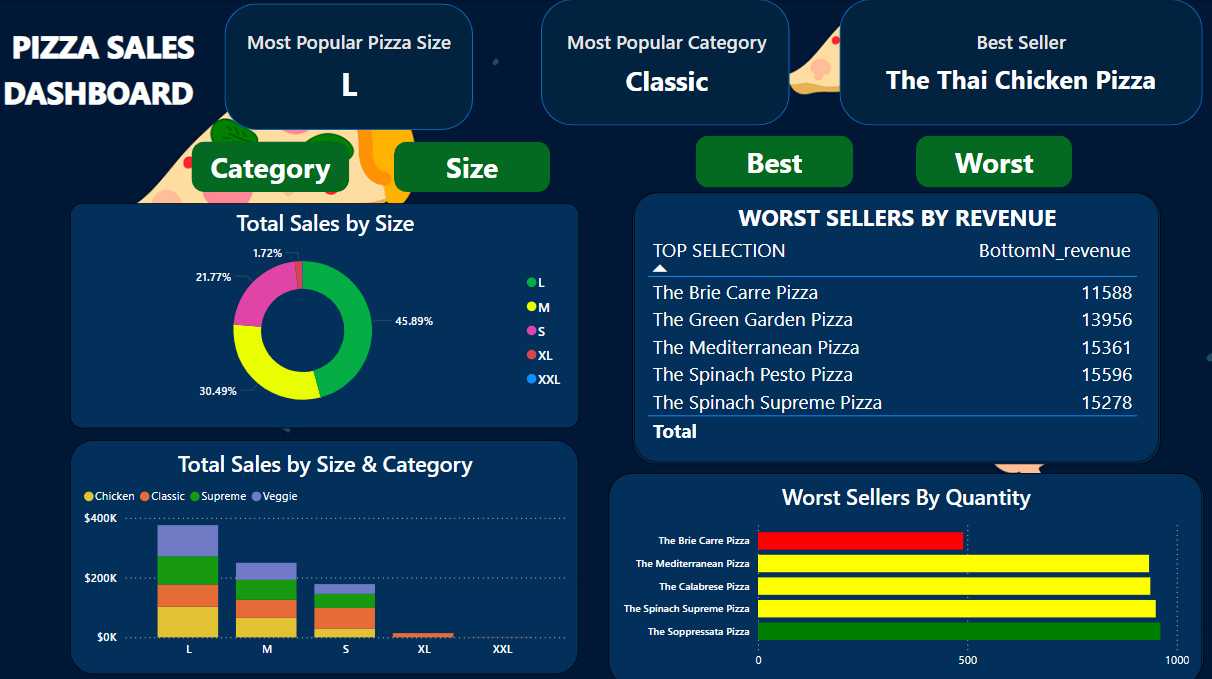 PIZZA SALES
DASHBOARD
Most Popular Pizza Size
L
Most Popular Category
Classic
Best Seller
The Thai Chicken Pizza
Category
Size
Best
Worst
Total Sales by Size
1.72%
21.77%
45.89%
30.49%
L
M
S
XL
XXL
WORST SELLERS BY REVENUE
TOP SELECTION BottomN_revenue
The Brie Carre Pizza 11588
The Green Garden Pizza 13956
The Mediterranean Pizza 15361
The Spinach Pesto Pizza 15596
The Spinach Supreme Pizza 15278
Total
Total Sales by Size & Category
Chicken Classic Supreme Veggie
$400K
$200K
$0K
L M S XL XXL
Worst Sellers By Quantity
The Brie Carre Pizza
The Mediterranean Pizza
The Calabrese Pizza
The Spinach Supreme Pizza
The Soppressata Pizza
0 500 1000